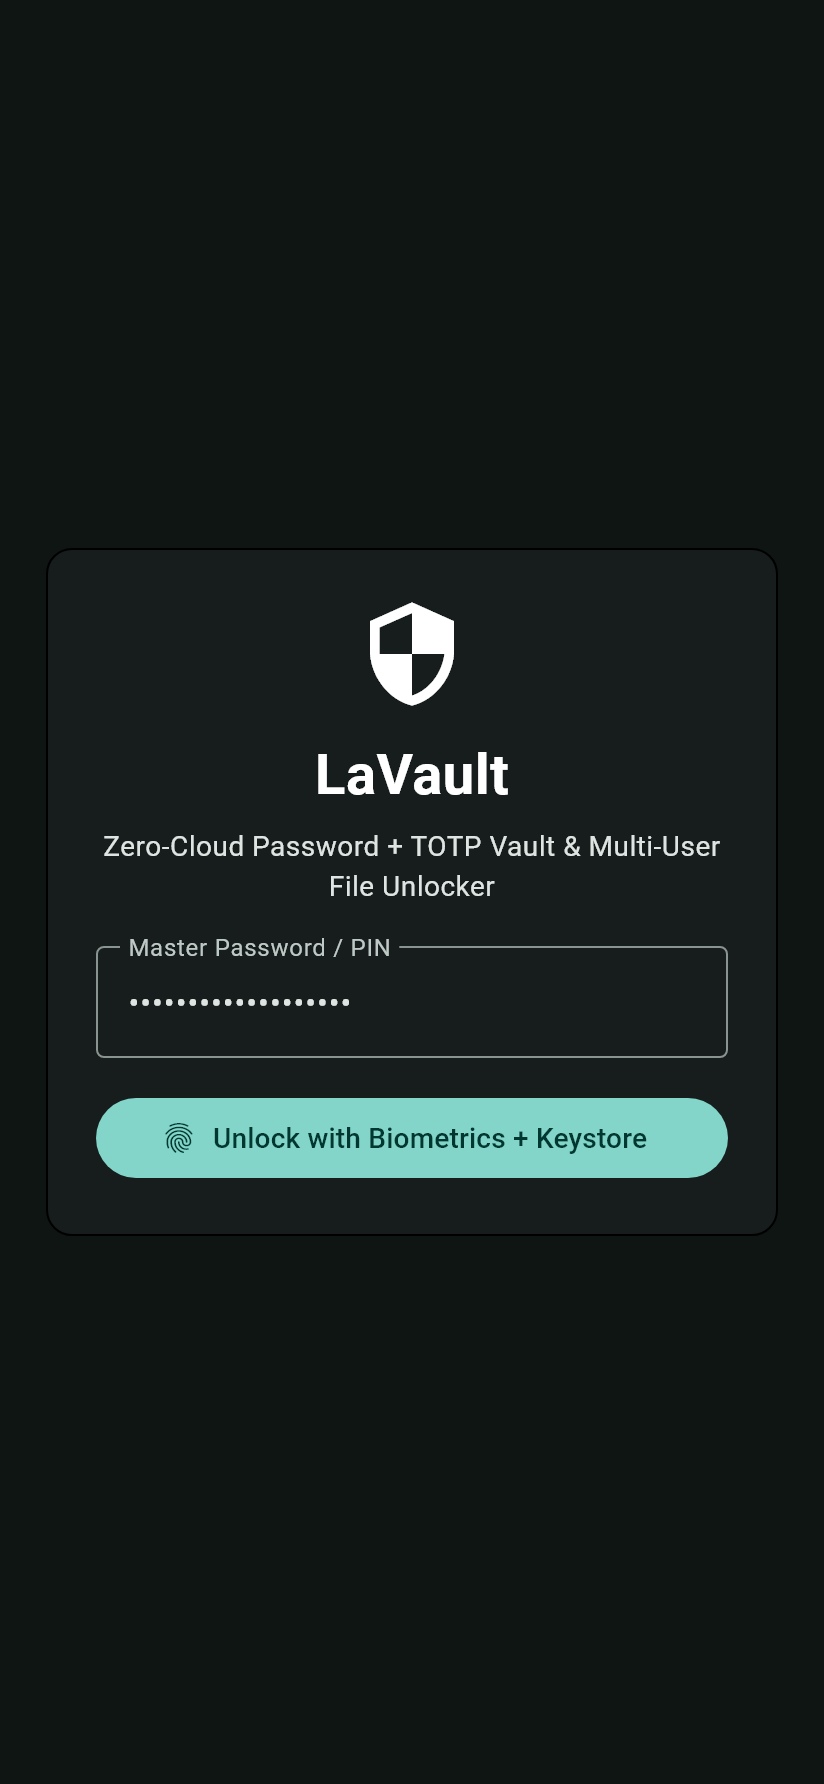 LaVault
Zero-Cloud Password + TOTP Vault & Multi-User
File Unlocker
Master Password / PIN
•••••••••••••••••••
Unlock with Biometrics + Keystore